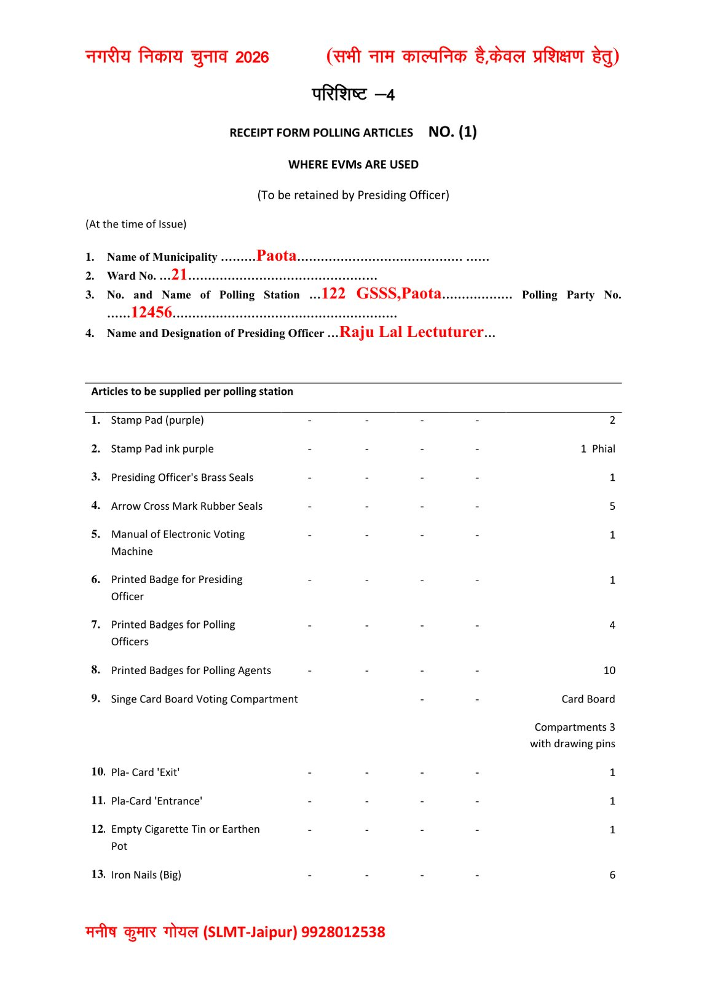 नगरीय निकाय चुनाव 2026 (सभी नाम काल्पनिक है,केवल प्रशिक्षण हेतु)
परिशिष्ट –4
RECEIPT FORM POLLING ARTICLES NO. (1)
WHERE EVMs ARE USED
(To be retained by Presiding Officer)
(At the time of Issue)
1. Name of Municipality .........Paota.......................................... ......
2. Ward No. ...21................................................
3. No. and Name of Polling Station ...122 GSSS,Paota.................. Polling Party No.
......12456.........................................................
4. Name and Designation of Presiding Officer ...Raju Lal Lectuturer...
Articles to be supplied per polling station
1. Stamp Pad (purple) - - - - 2
2. Stamp Pad ink purple - - - - 1 Phial
3. Presiding Officer's Brass Seals - - - - 1
4. Arrow Cross Mark Rubber Seals - - - - 5
5. Manual of Electronic Voting - - - - 1
Machine
6. Printed Badge for Presiding - - - - 1
Officer
7. Printed Badges for Polling - - - - 4
Officers
8. Printed Badges for Polling Agents - - - - 10
9. Singe Card Board Voting Compartment - - Card Board
Compartments 3
with drawing pins
10. Pla- Card 'Exit' - - - - 1
11. Pla-Card 'Entrance' - - - - 1
12. Empty Cigarette Tin or Earthen - - - - 1
Pot
13. Iron Nails (Big) - - - - 6
मनीष कुमार गोयल (SLMT-Jaipur) 9928012538